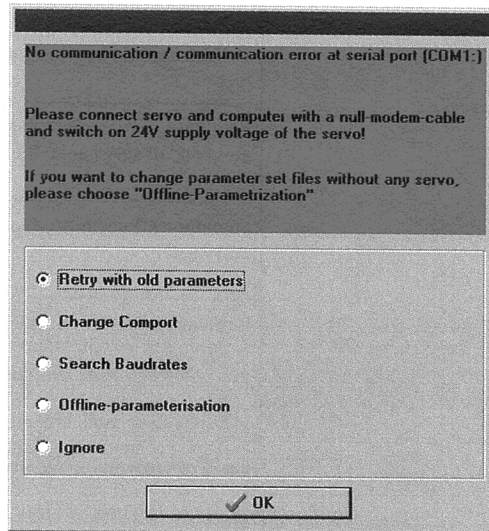 No communication / communication error at serial port (COM1:)
Please connect servo and computer with a null-modem-cable
and switch on 24V supply voltage of the servo!
If you want to change parameter set files without any servo,
please choose "Offline-Parametrization"
Retry with old parameters
Change Comport
Search Baudrates
Offline-parameterisation
Ignore
OK